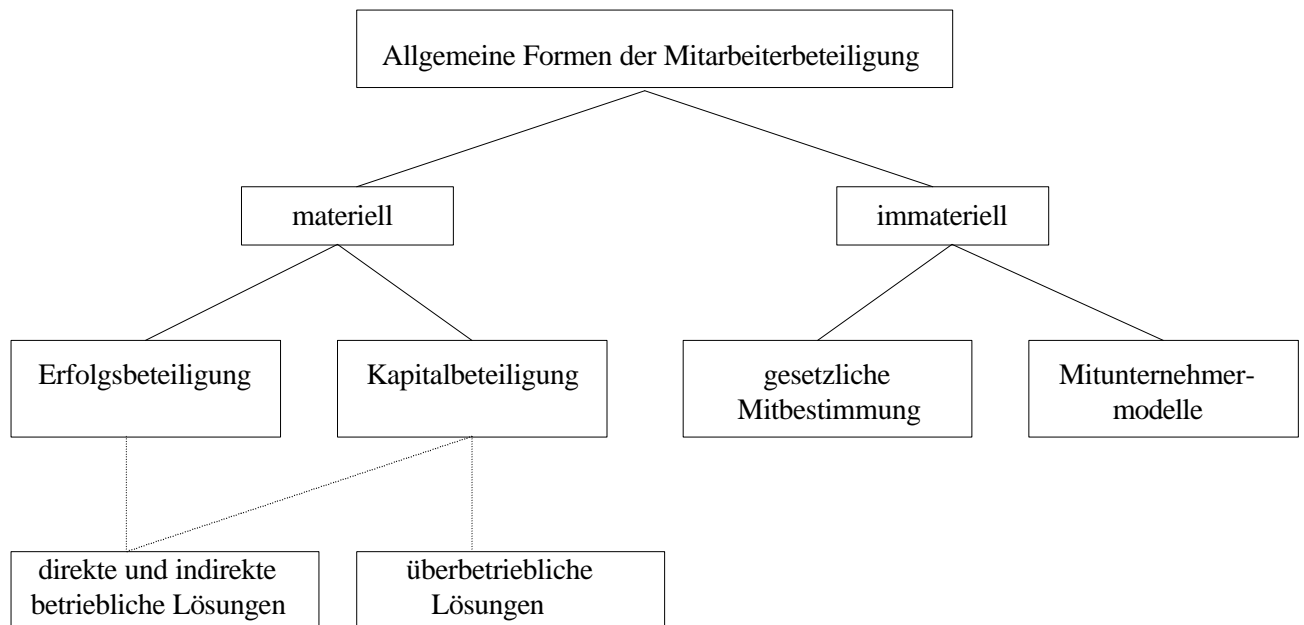 Allgemeine Formen der Mitarbeiterbeteiligung
materiell
immateriell
Erfolgsbeteiligung
Kapitalbeteiligung
gesetzliche
Mitbestimmung
Mitunternehmer-
modelle
direkte und indirekte
betriebliche Lösungen
überbetriebliche
Lösungen